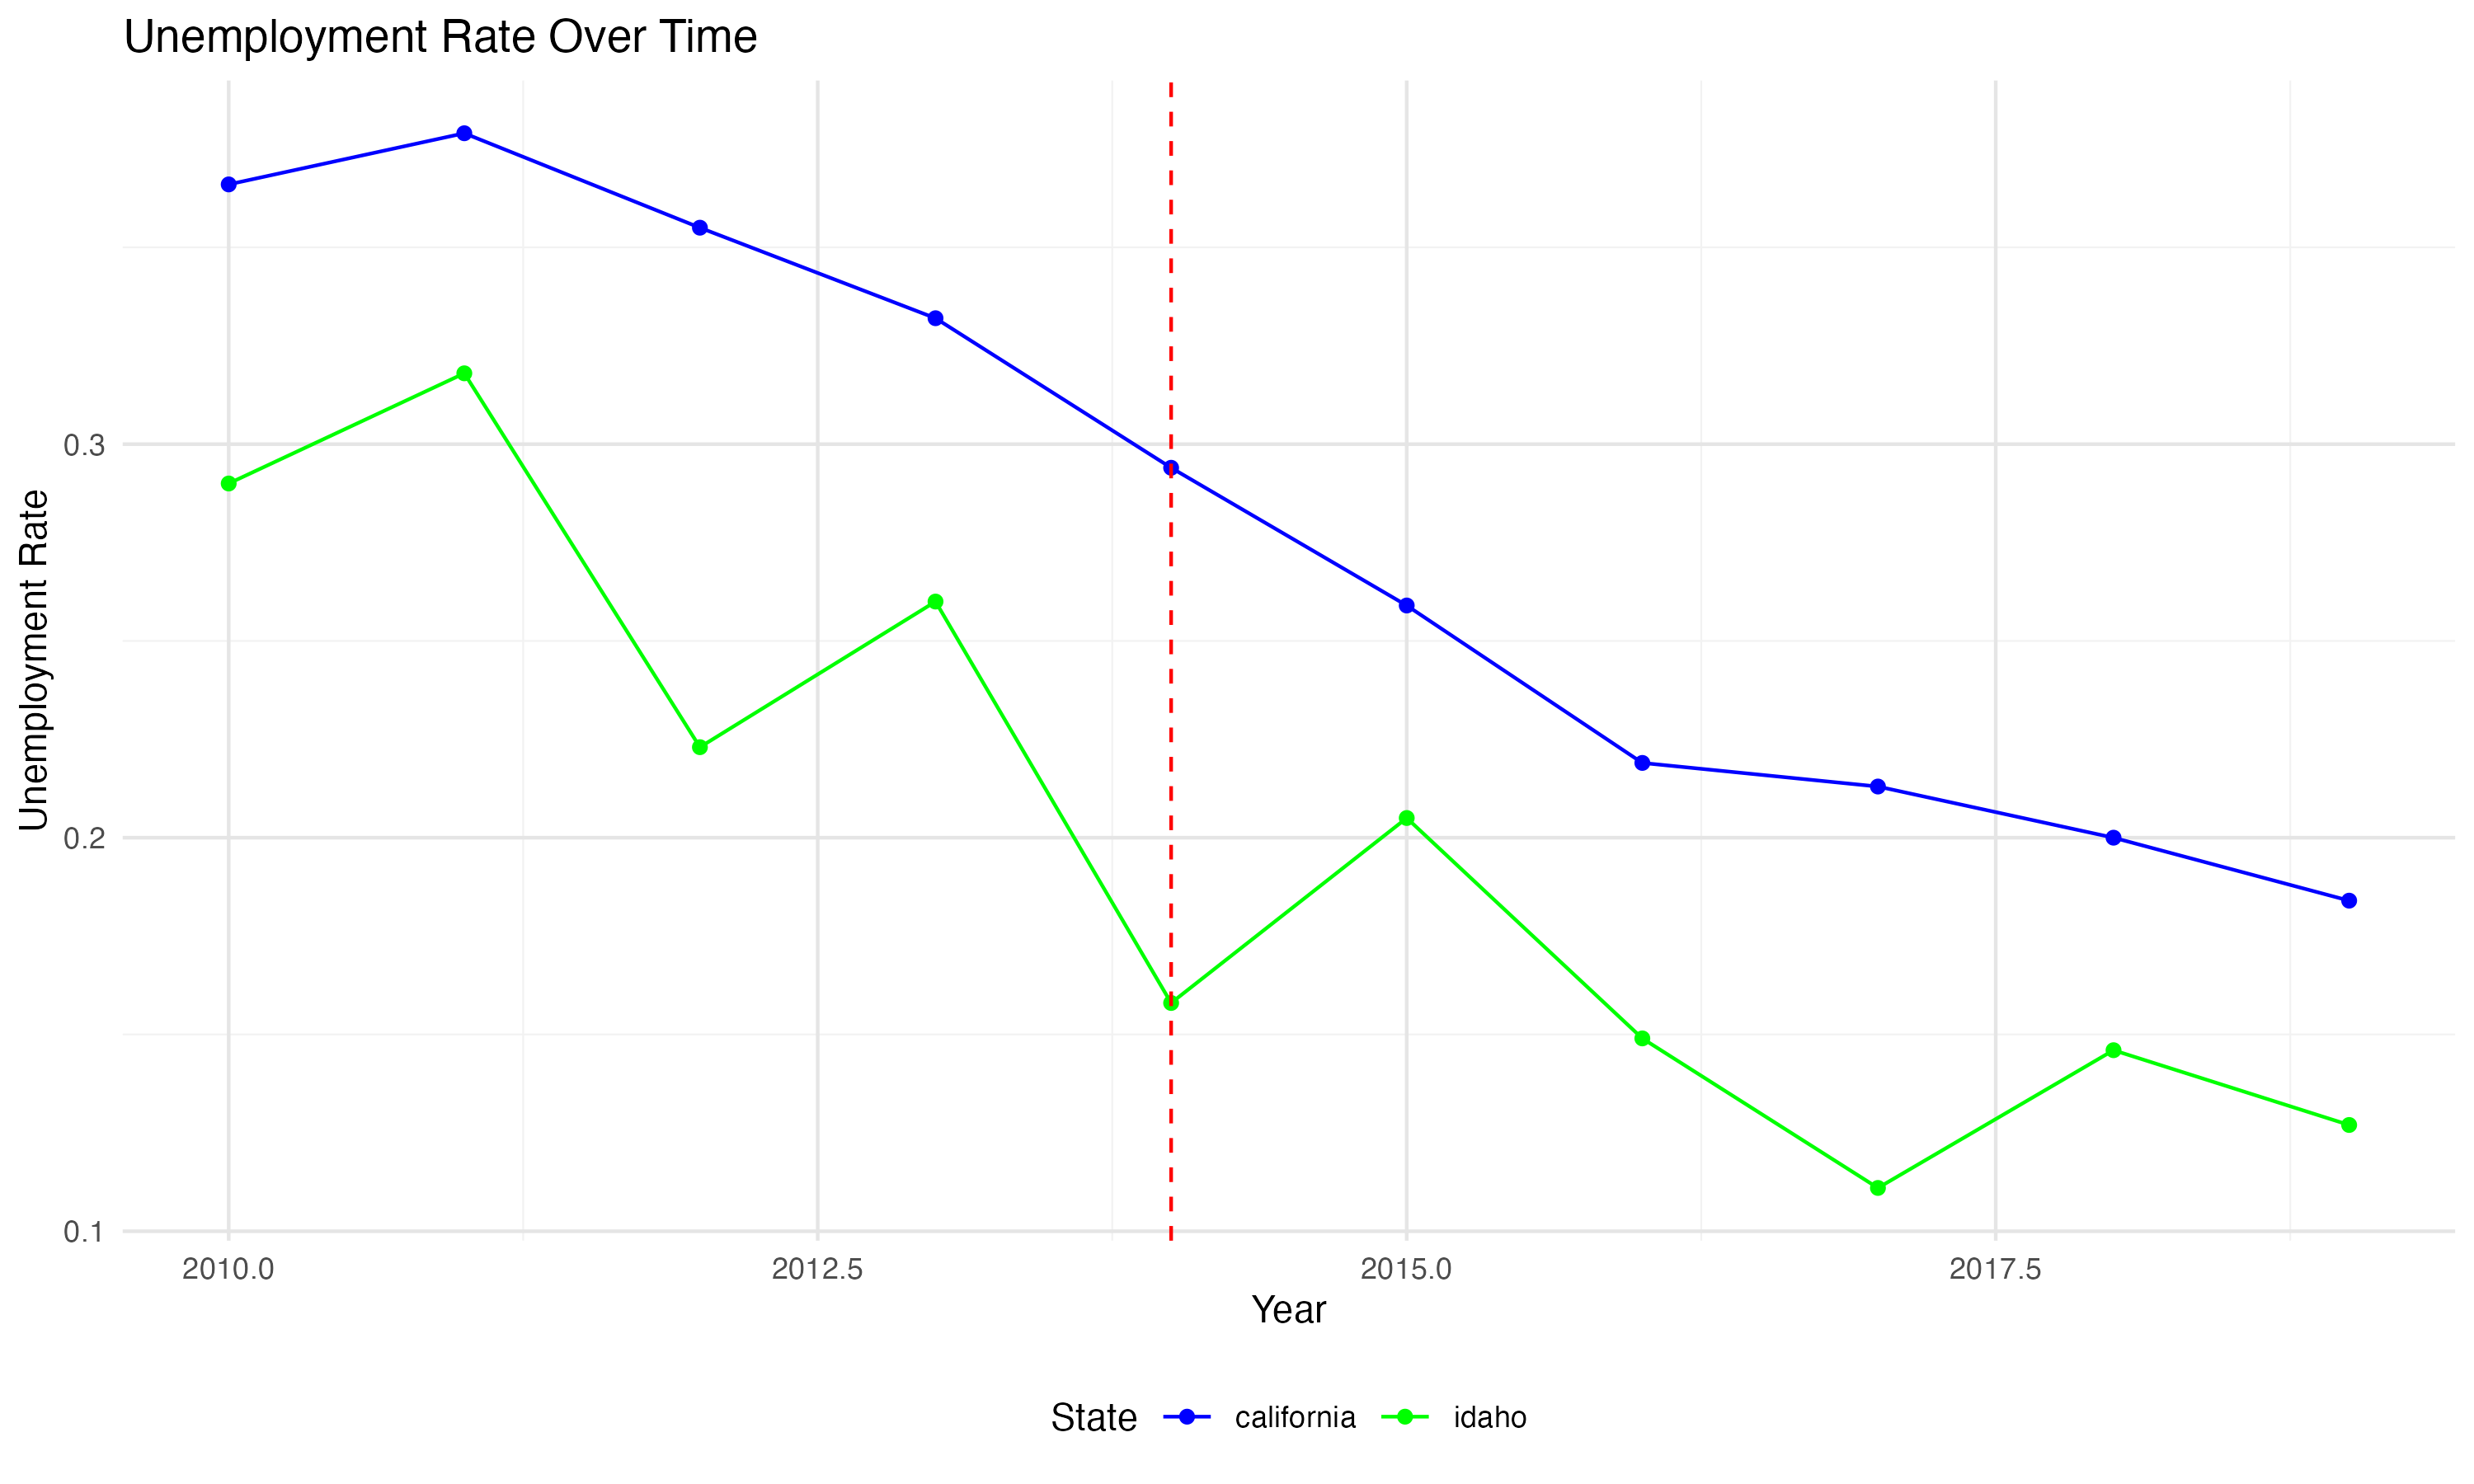 Unemployment Rate Over Time
Unemployment Rate
0.3
0.2
0.1
2010.0 2012.5 2015.0 2017.5
Year
State california idaho